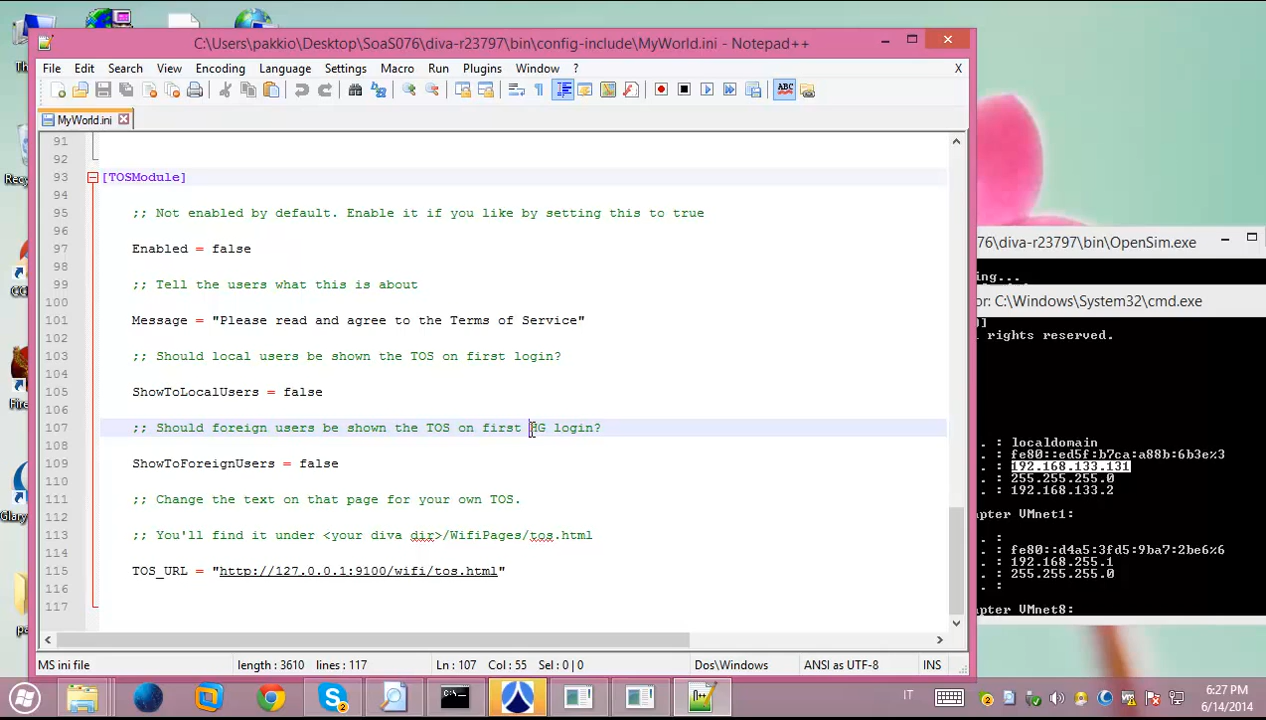 C:\Users\pakkio\Desktop\SoaS076\diva-r23797\bin\config-include\MyWorld.ini - Notepad++
File Edit Search View Encoding Language Settings Macro Run Plugins Window ? X
MyWorld.ini
91
92
93 [TOSModule]
94
95 ;; Not enabled by default. Enable it if you like by setting this to true
96
97 Enabled = false
98
99 ;; Tell the users what this is about
100
101 Message = "Please read and agree to the Terms of Service"
102
103 ;; Should local users be shown the TOS on first login?
104
105 ShowToLocalUsers = false
106
107 ;; Should foreign users be shown the TOS on first HG login?
108
109 ShowToForeignUsers = false
110
111 ;; Change the text on that page for your own TOS.
112
113 ;; You'll find it under <your diva dir>/WifiPages/tos.html
114
115 TOS_URL = "http://127.0.0.1:9100/wifi/tos.html"
116
117
MS ini file length : 3610 lines : 117 Ln : 107 Col : 55 Sel : 0 | 0 Dos\Windows ANSI as UTF-8 INS
76\diva-r23797\bin\OpenSim.exe
ing...
or: C:\Windows\System32\cmd.exe
rights reserved.
. : localdomain
. : fe80::ed5f:b7ca:a88b:6b3e%3
. : 192.168.133.131
. : 255.255.255.0
. : 192.168.133.2
apter VMnet1:
. :
. : fe80::d4a5:3fd5:9ba7:2be6%6
. : 192.168.255.1
. : 255.255.255.0
. :
apter VMnet8:
Th
Recy
CC
Fire
Glary
pa
IT
6:27 PM
6/14/2014